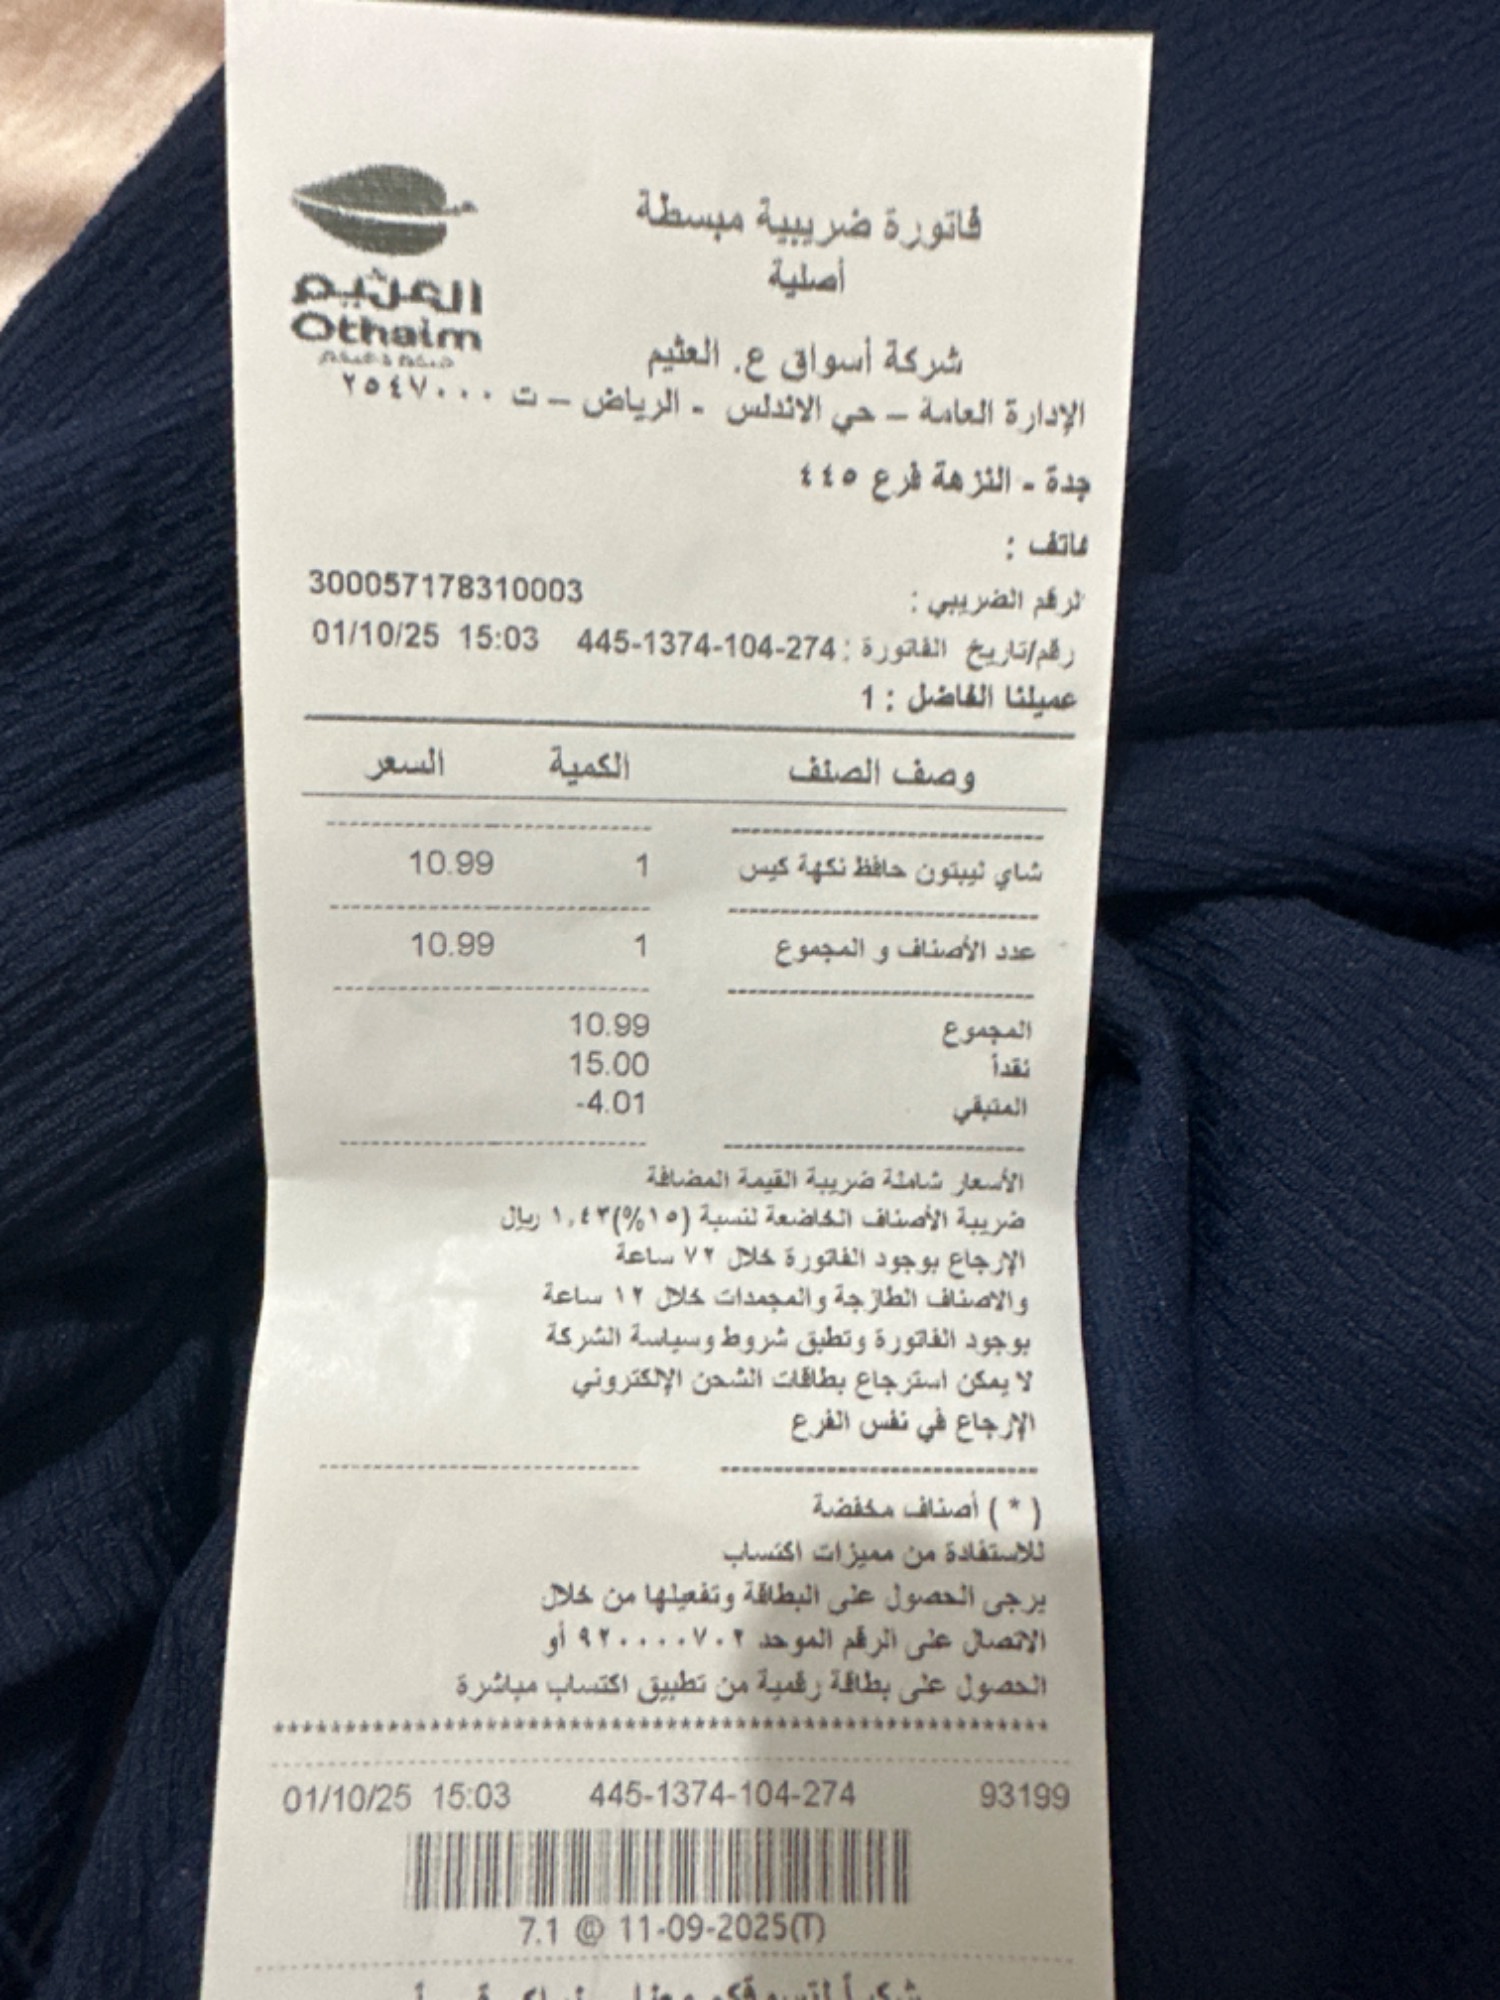 العثيم
Othaim
فاتورة ضريبية مبسطة
أصلية
شركة أسواق ع. العثيم
الإدارة العامة – حي الاندلس - الرياض – ت ٢٥٤٧٠٠٠
جدة - النزهة فرع ٤٤٥
هاتف :
لرقم الضريبي : 300057178310003
رقم/تاريخ الفاتورة : 445-1374-104-274 01/10/25 15:03
عميلنا الفاضل : 1
وصف الصنف الكمية السعر
شاي ليبتون حافظ نكهة كيس 1 10.99
عدد الأصناف و المجموع 1 10.99
المجموع 10.99
نقدأ 15.00
المتبقي -4.01
الأسعار شاملة ضريبة القيمة المضافة
ضريبة الأصناف الخاضعة لنسبة (١٥%)١,٤٣ ريال
الإرجاع بوجود الفاتورة خلال ٧٢ ساعة
والاصناف الطازجة والمجمدات خلال ١٢ ساعة
بوجود الفاتورة وتطبق شروط وسياسة الشركة
لا يمكن استرجاع بطاقات الشحن الإلكتروني
الإرجاع في نفس الفرع
( * ) أصناف مخفضة
للاستفادة من مميزات اكتساب
يرجى الحصول على البطاقة وتفعيلها من خلال
الاتصال على الرقم الموحد ٩٢٠٠٠٠٧٠٢ أو
الحصول على بطاقة رقمية من تطبيق اكتساب مباشرة
****************************************************
93199 445-1374-104-274 01/10/25 15:03
7.1 @ 11-09-2025(T)